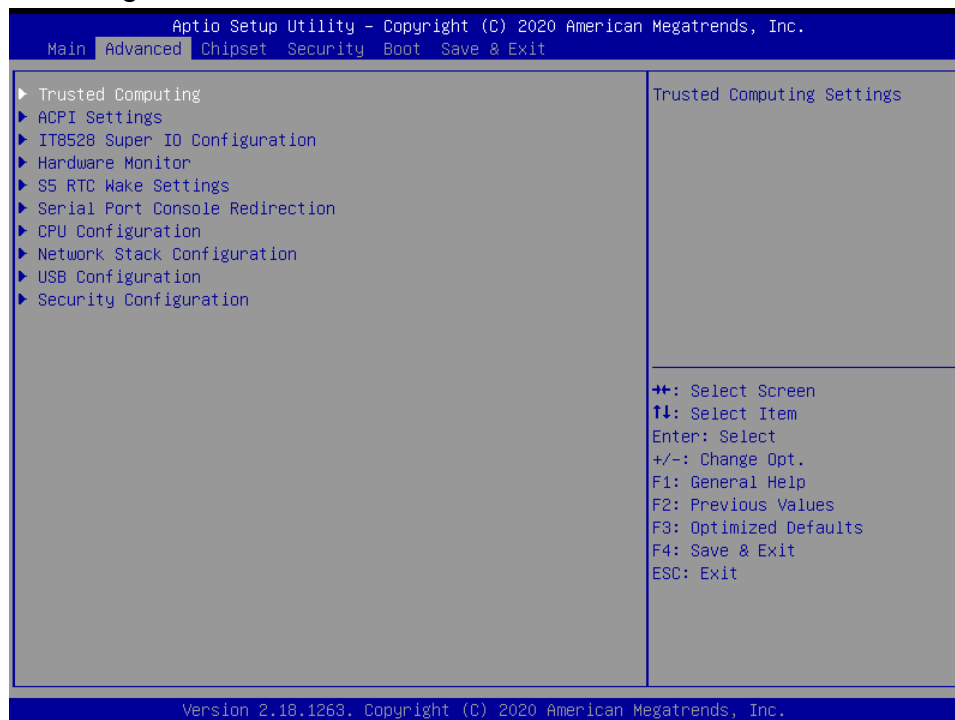 Aptio Setup Utility – Copyright (C) 2020 American Megatrends, Inc.
Main Advanced Chipset Security Boot Save & Exit
Trusted Computing
ACPI Settings
IT8528 Super IO Configuration
Hardware Monitor
S5 RTC Wake Settings
Serial Port Console Redirection
CPU Configuration
Network Stack Configuration
USB Configuration
Security Configuration
Trusted Computing Settings
→←: Select Screen
↑↓: Select Item
Enter: Select
+/-: Change Opt.
F1: General Help
F2: Previous Values
F3: Optimized Defaults
F4: Save & Exit
ESC: Exit
Version 2.18.1263. Copyright (C) 2020 American Megatrends, Inc.